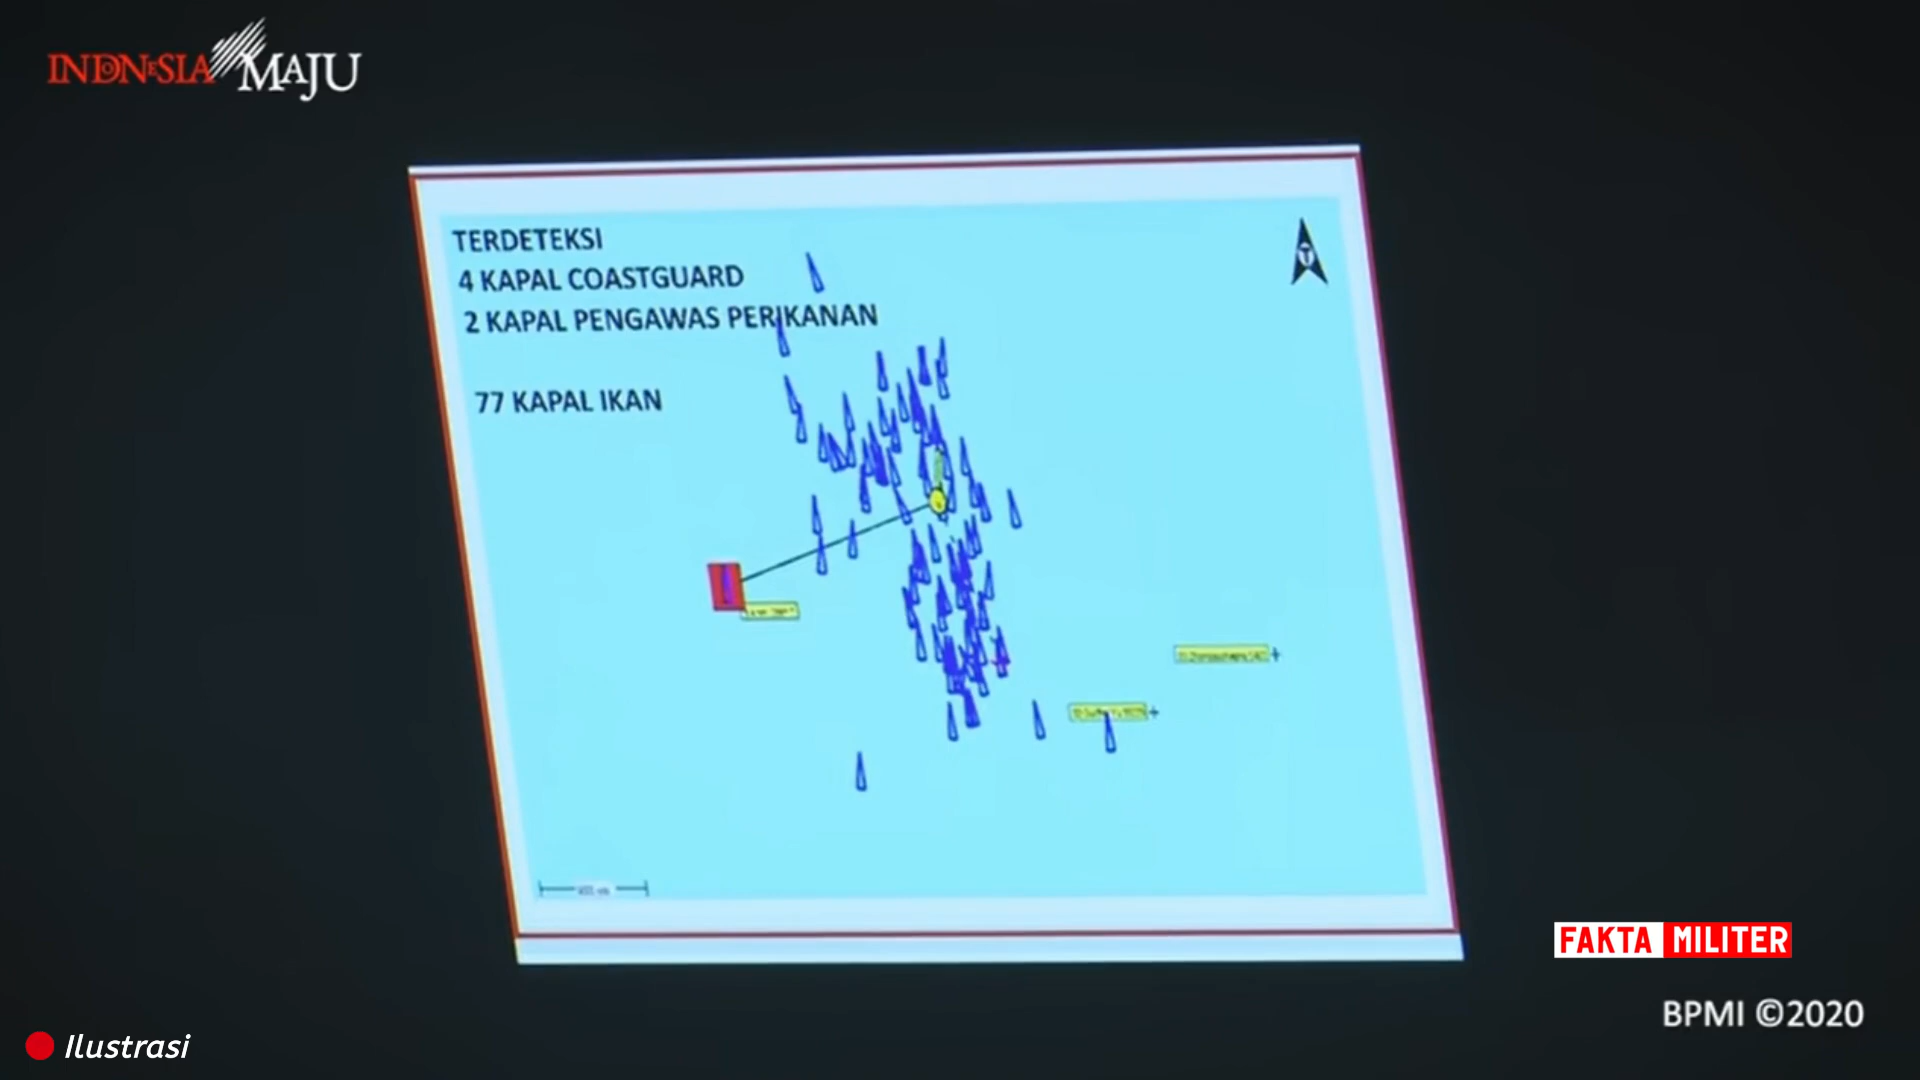 INDONESIA MAJU
TERDETEKSI
4 KAPAL COASTGUARD
2 KAPAL PENGAWAS PERIKANAN
77 KAPAL IKAN
FAKTA MILITER
BPMI ©2020
Ilustrasi